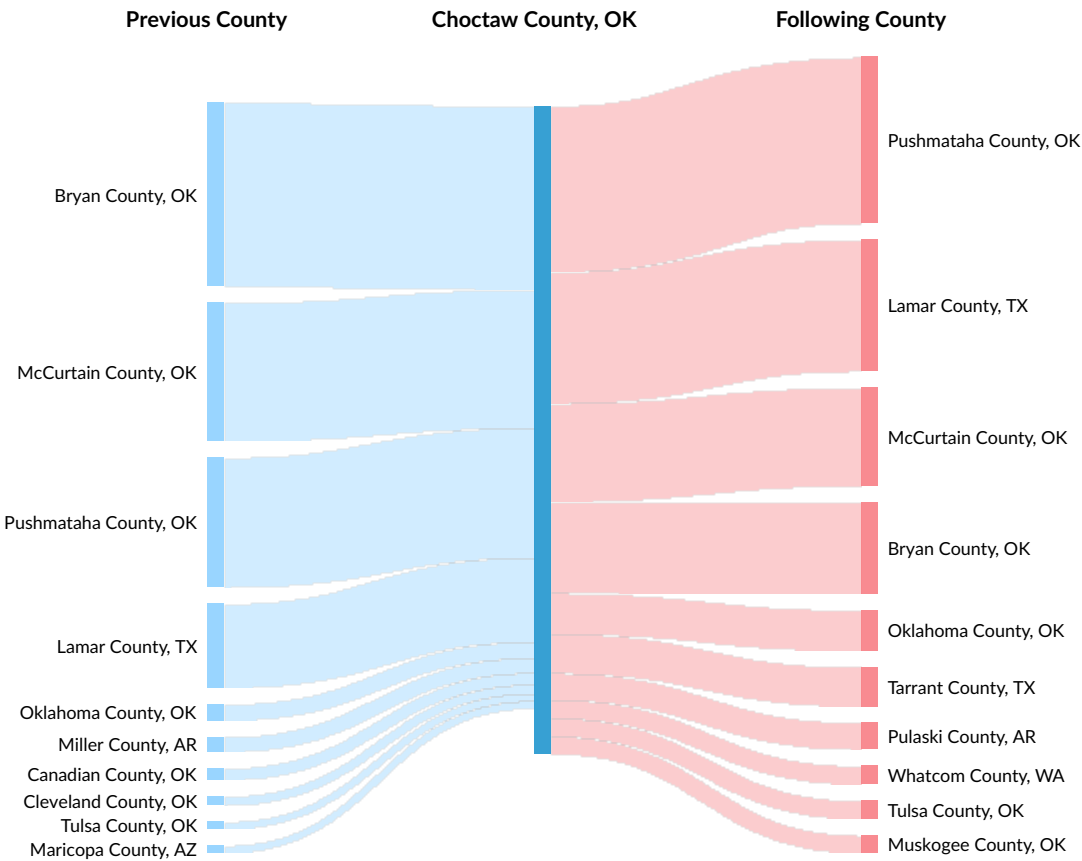 Previous County
Choctaw County, OK
Following County
Bryan County, OK
McCurtain County, OK
Pushmataha County, OK
Lamar County, TX
Oklahoma County, OK
Miller County, AR
Canadian County, OK
Cleveland County, OK
Tulsa County, OK
Maricopa County, AZ
Pushmataha County, OK
Lamar County, TX
McCurtain County, OK
Bryan County, OK
Oklahoma County, OK
Tarrant County, TX
Pulaski County, AR
Whatcom County, WA
Tulsa County, OK
Muskogee County, OK